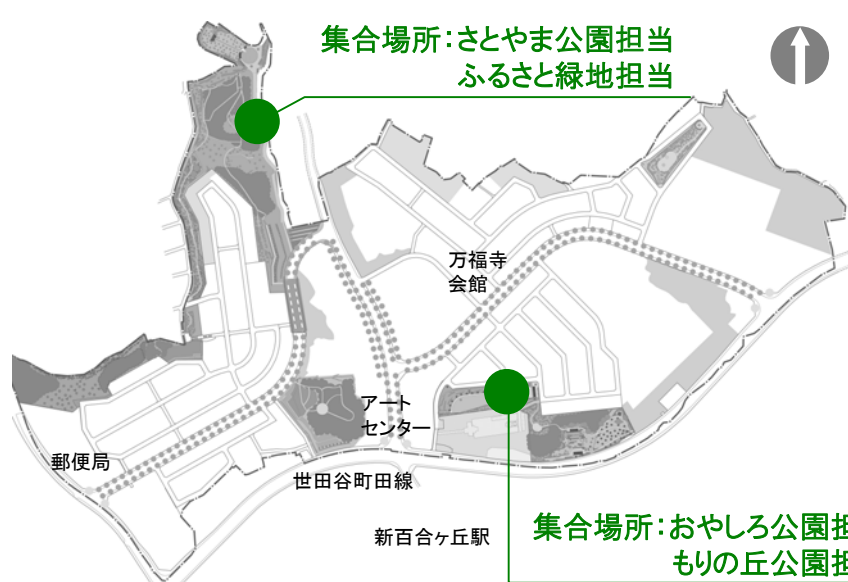 集合場所：さとやま公園担当
ふるさと緑地担当
万福寺
会館
アート
センター
郵便局
世田谷町田線
新百合ヶ丘駅
集合場所：おやしろ公園担
もりの丘公園担